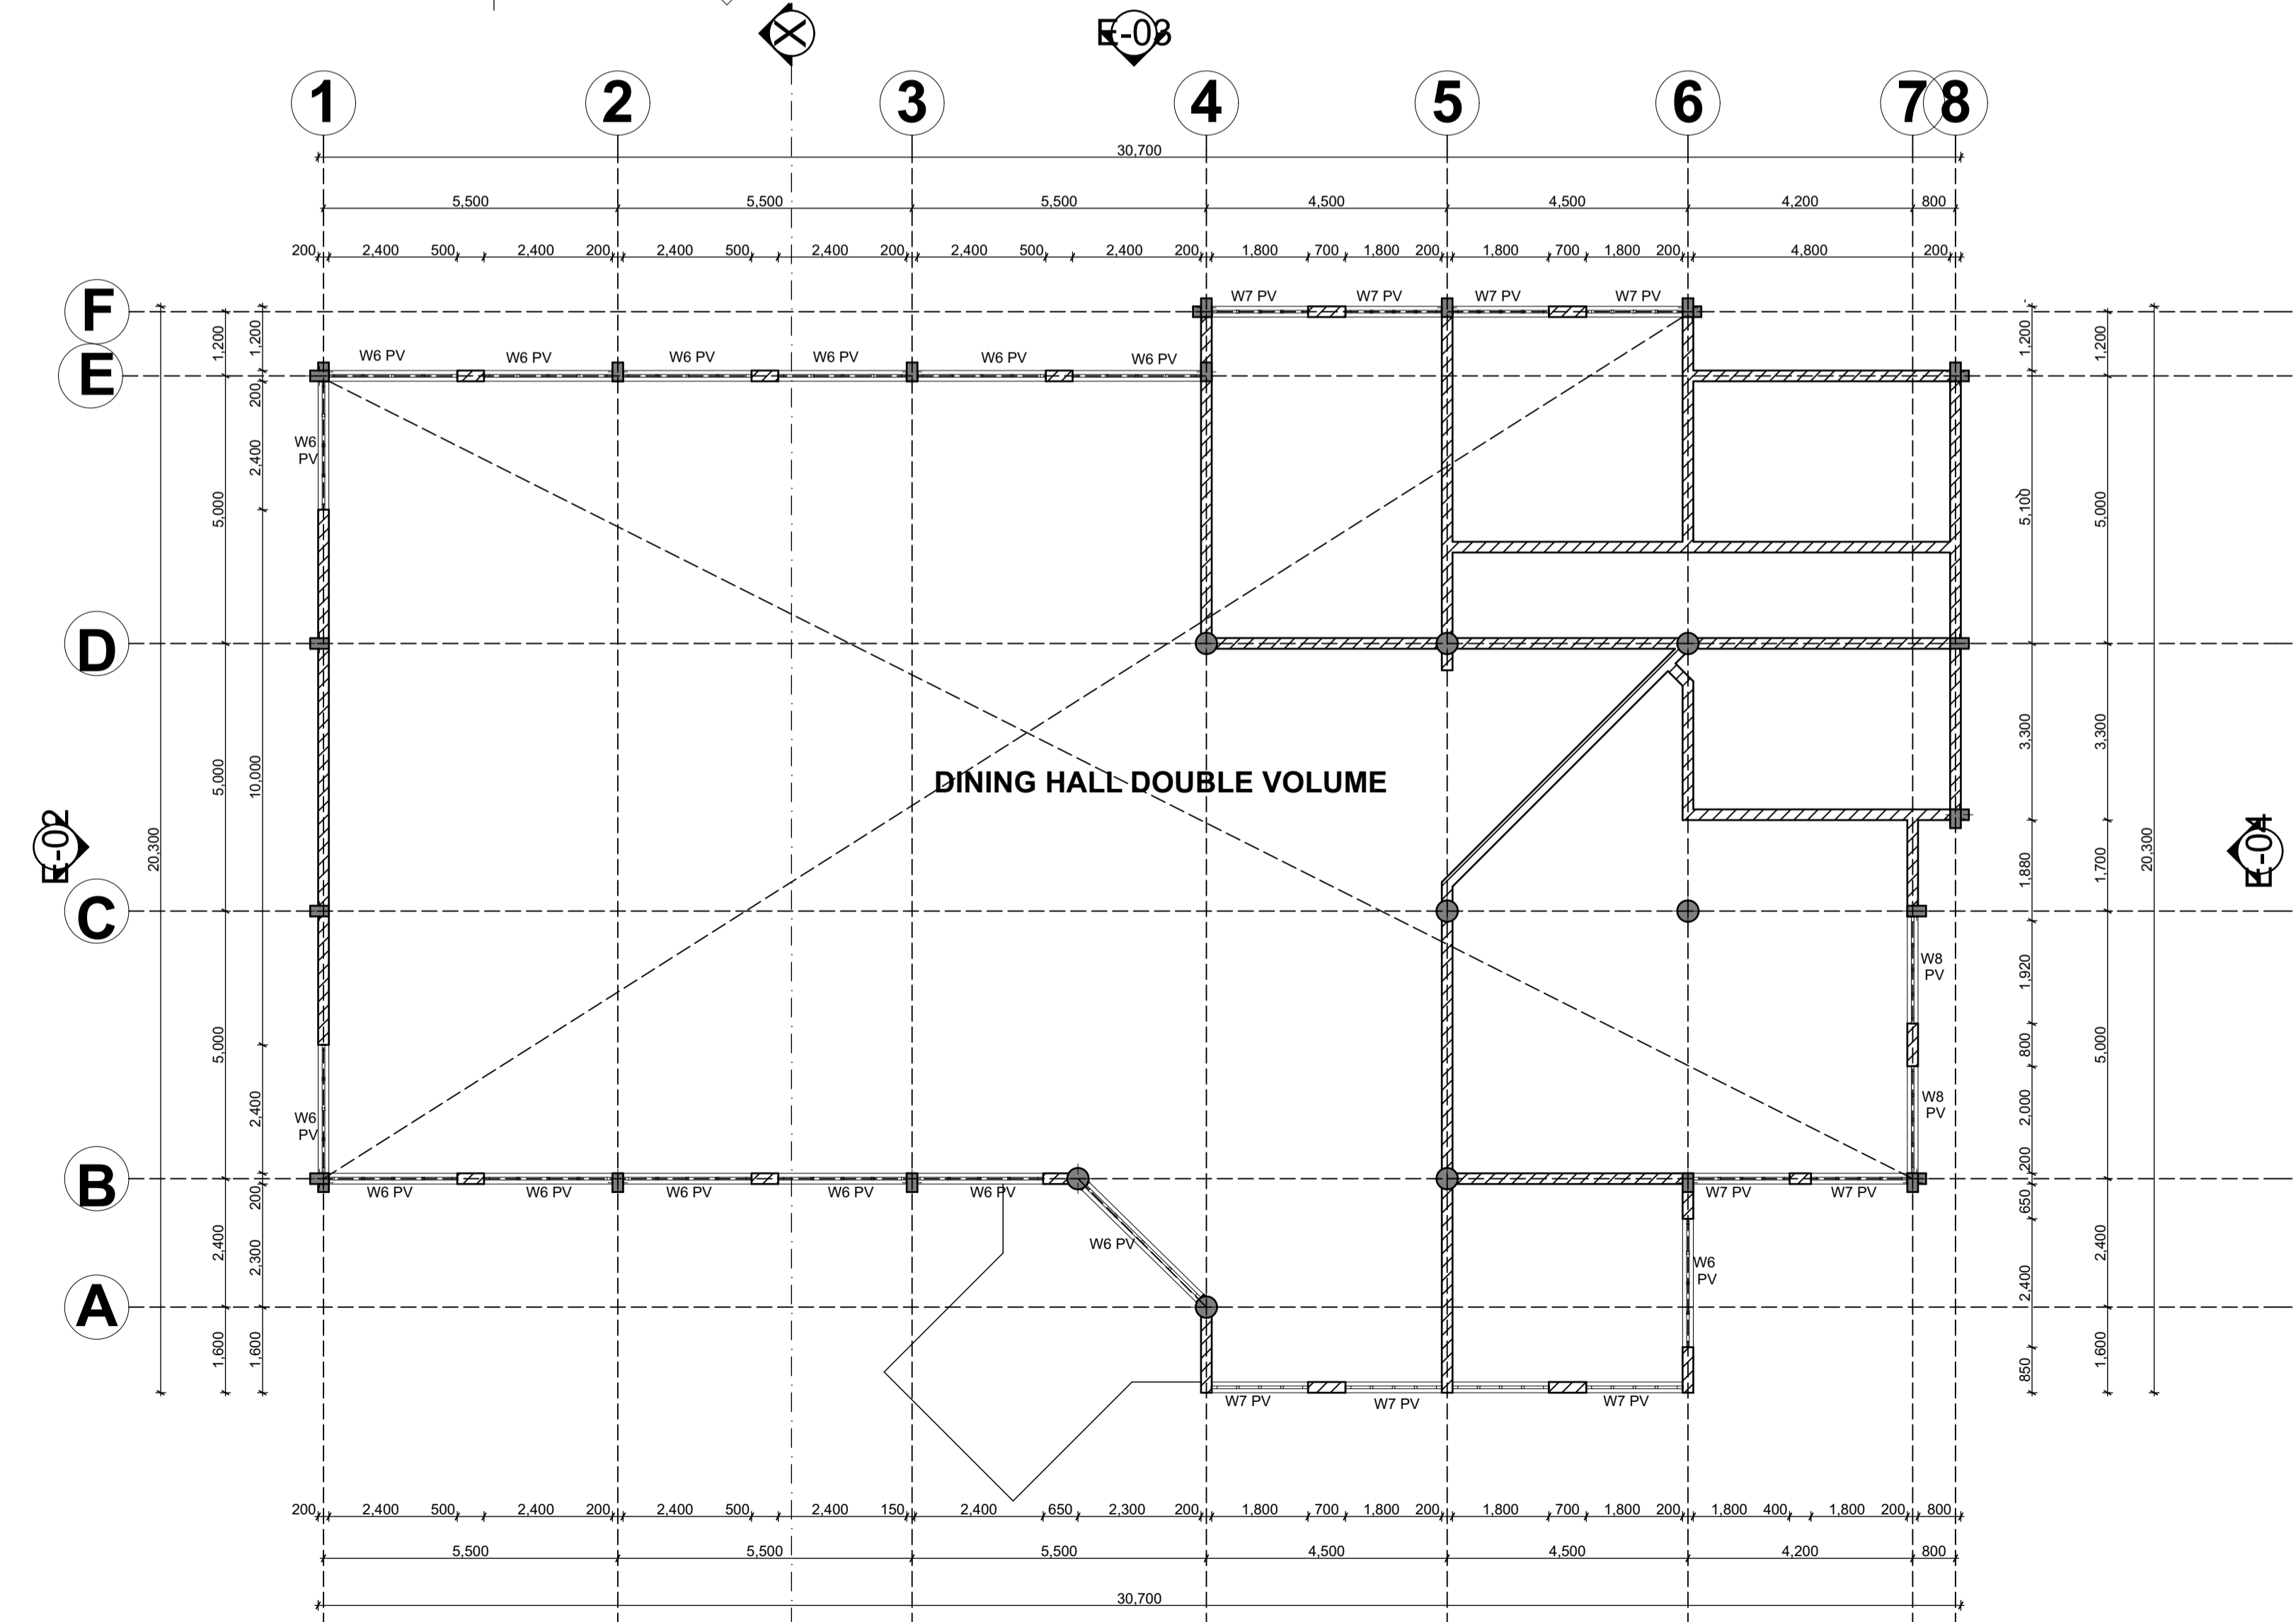 X E-03
1 2 3 4 5 6 7 8
30,700
5,500 5,500 5,500 4,500 4,500 4,200 800
200 2,400 500 2,400 200 2,400 500 2,400 200 2,400 500 2,400 200 1,800 700 1,800 200 1,800 700 1,800 200 4,800 200
F
W7 PV W7 PV W7 PV W7 PV
1,200 1,200 1,200 1,200
E
W6 PV W6 PV W6 PV W6 PV W6 PV W6 PV
200
W6
PV
2,400
5,000 5,100 5,000
D
5,000 10,000 3,300 3,300
DINING HALL DOUBLE VOLUME
E-02 20,300 1,880 1,700 20,300 E-04
C
W8
PV
1,920
5,000 800 5,000
W6
PV
2,400 2,000
W8
PV
B
200 200
W6 PV W6 PV W6 PV W6 PV W6 PV W7 PV W7 PV
650
2,400 2,300 W6 PV 2,400 2,400
W6
PV
A
1,600 1,600 850 1,600
W7 PV W7 PV W7 PV
200 2,400 500 2,400 200 2,400 500 2,400 150 2,400 650 2,300 200 1,800 700 1,800 200 1,800 700 1,800 200 1,800 400 1,800 200 800
5,500 5,500 5,500 4,500 4,500 4,200 800
30,700